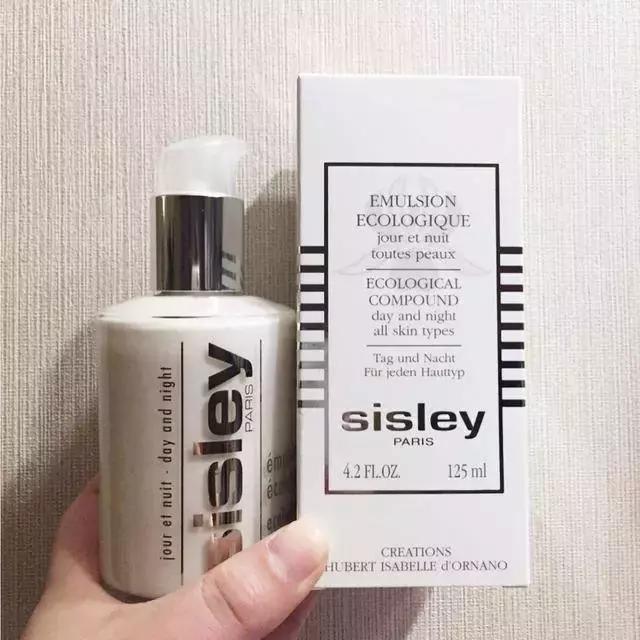 jour et nuit · day and night
sisley
PARIS
EMULSION
ECOLOGIQUE
jour et nuit
toutes peaux
ECOLOGICAL
COMPOUND
day and night
all skin types
Tag und Nacht
Für jeden Hauttyp
sisley
PARIS
4.2 FL.OZ. 125 ml
CREATIONS
HUBERT ISABELLE d'ORNANO